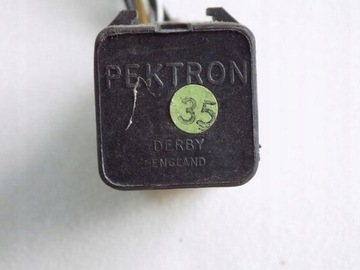 PEKTRON
35
DERBY
ENGLAND